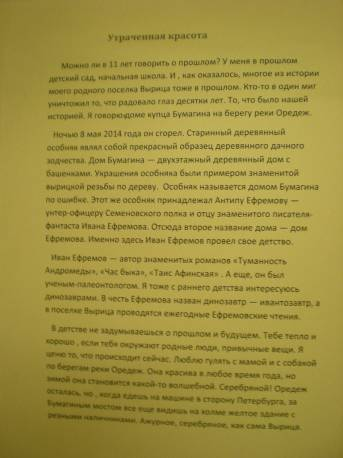 Утраченная красота
Можно ли в 11 лет говорить о прошлом? У меня в прошлом
детский сад, начальная школа. И , как оказалось, многое из истории
моего родного поселка Вырица тоже в прошлом. Кто-то в один миг
уничтожил то, что радовало глаз десятки лет. То, что было нашей
историей. Я говорюдоме купца Бумагина на берегу реки Оредеж.
Ночью 8 мая 2014 года он сгорел. Старинный деревянный
особняк являл собой прекрасный образец деревянного дачного
зодчества. Дом Бумагина — двухэтажный деревянный дом с
башенками. Украшения особняка были примером знаменитой
вырицкой резьбы по дереву. Особняк называется домом Бумагина
по ошибке. Этот же особняк принадлежал Антипу Ефремову —
унтер-офицеру Семеновского полка и отцу знаменитого писателя-
фантаста Ивана Ефремова. Отсюда второе название дома — дом
Ефремова. Именно здесь Иван Ефремов провел свое детство.
Иван Ефремов — автор знаменитых романов «Туманность
Андромеды», «Час быка», «Таис Афинская» . А еще, он был
ученым-палеонтологом. Я тоже с раннего детства интересуюсь
динозаврами. В честь Ефремова назван динозавтр — ивантозавтр, а
в поселке Вырица проводятся ежегодные Ефремовские чтения.
В детстве не задумываешься о прошлом и будущем. Тебе тепло и
хорошо , если тебя окружают родные люди, привычные вещи. Я
ценю то, что происходит сейчас. Люблю гулять с мамой и с собакой
по берегам реки Оредеж. Она красива в любое время года, но
зимой она становится какой-то волшебной. Серебряной! Оредеж
осталась, но , когда едешь на машине в сторону Петербурга, за
Бумагиным мостом все еще видишь на холме желтое здание с
резными наличниками. Ажурное, серебряное, как сама Вырица.